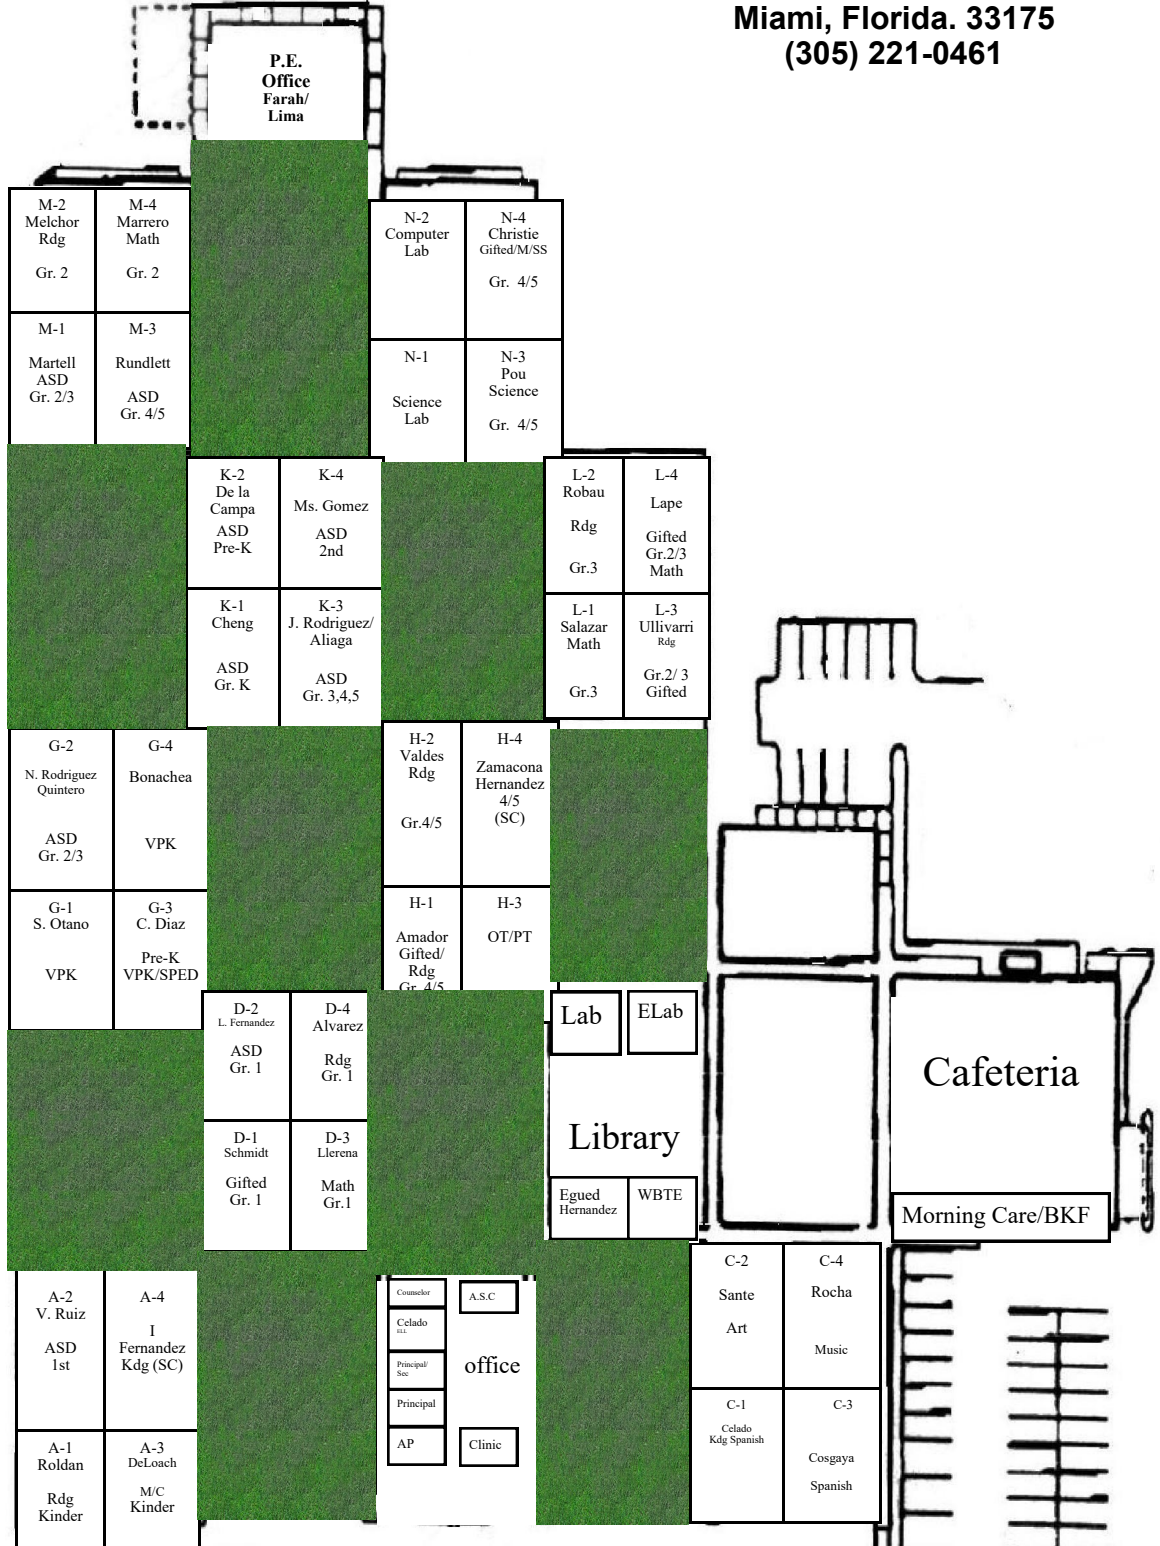 Miami, Florida. 33175
(305) 221-0461
P.E.
Office
Farah/
Lima
M-2
Melchor
Rdg
Gr. 2
M-4
Marrero
Math
Gr. 2
M-1
Martell
ASD
Gr. 2/3
M-3
Rundlett
ASD
Gr. 4/5
N-2
Computer
Lab
N-4
Christie
Gifted/M/SS
Gr. 4/5
N-1
Science
Lab
N-3
Pou
Science
Gr. 4/5
K-2
De la
Campa
ASD
Pre-K
K-4
Ms. Gomez
ASD
2nd
K-1
Cheng
ASD
Gr. K
K-3
J. Rodriguez/
Aliaga
ASD
Gr. 3,4,5
L-2
Robau
Rdg
Gr.3
L-4
Lape
Gifted
Gr.2/3
Math
L-1
Salazar
Math
Gr.3
L-3
Ullivarri
Rdg
Gr.2/ 3
Gifted
G-2
N. Rodriguez
Quintero
ASD
Gr. 2/3
G-4
Bonachea
VPK
G-1
S. Otano
VPK
G-3
C. Diaz
Pre-K
VPK/SPED
H-2
Valdes
Rdg
Gr.4/5
H-4
Zamacona
Hernandez
4/5
(SC)
H-1
Amador
Gifted/
Rdg
Gr. 4/5
H-3
OT/PT
D-2
L. Fernandez
ASD
Gr. 1
D-4
Alvarez
Rdg
Gr. 1
D-1
Schmidt
Gifted
Gr. 1
D-3
Llerena
Math
Gr.1
Lab
ELab
Library
Egued
Hernandez
WBTE
Cafeteria
Morning Care/BKF
A-2
V. Ruiz
ASD
1st
A-4
I
Fernandez
Kdg (SC)
A-1
Roldan
Rdg
Kinder
A-3
DeLoach
M/C
Kinder
Counselor
Celado
ELL
Principal/
Sec
Principal
AP
A.S.C
office
Clinic
C-2
Sante
Art
C-4
Rocha
Music
C-1
Celado
Kdg Spanish
C-3
Cosgaya
Spanish